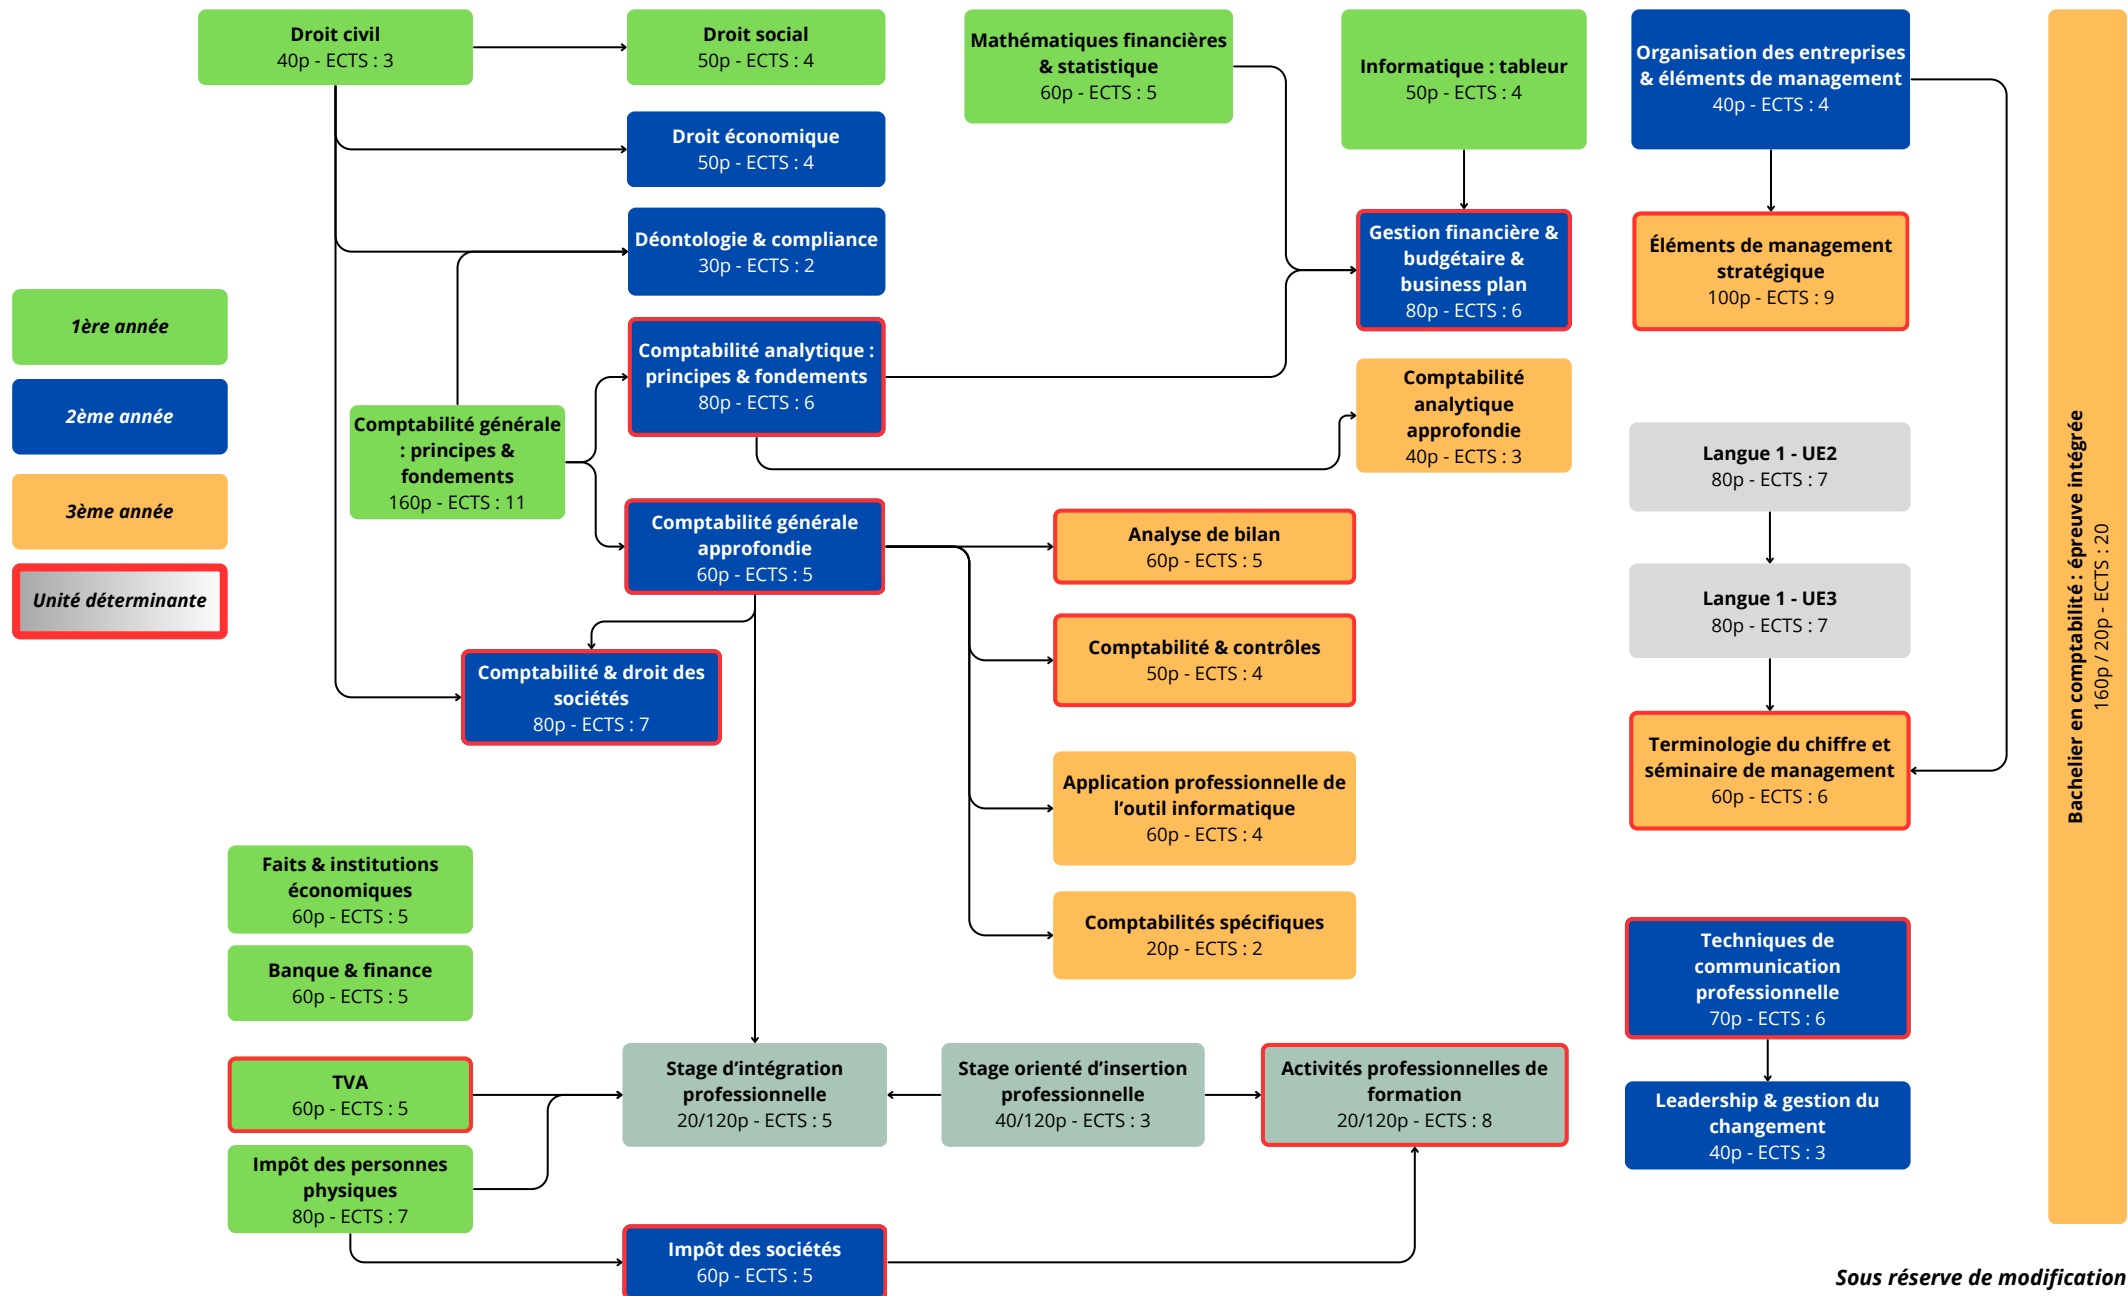 Droit civil
40p - ECTS : 3
Droit social
50p - ECTS : 4
Mathématiques financières
& statistique
60p - ECTS : 5
Informatique : tableur
50p - ECTS : 4
Organisation des entreprises
& éléments de management
40p - ECTS : 4
Droit économique
50p - ECTS : 4
Déontologie & compliance
30p - ECTS : 2
Gestion financière &
budgétaire &
business plan
80p - ECTS : 6
Éléments de management
stratégique
100p - ECTS : 9
1ère année
2ème année
3ème année
Unité déterminante
Comptabilité analytique :
principes & fondements
80p - ECTS : 6
Comptabilité
analytique
approfondie
40p - ECTS : 3
Comptabilité générale
: principes &
fondements
160p - ECTS : 11
Langue 1 - UE2
80p - ECTS : 7
Comptabilité générale
approfondie
60p - ECTS : 5
Analyse de bilan
60p - ECTS : 5
Langue 1 - UE3
80p - ECTS : 7
Comptabilité & droit des
sociétés
80p - ECTS : 7
Comptabilité & contrôles
50p - ECTS : 4
Terminologie du chiffre et
séminaire de management
60p - ECTS : 6
Application professionnelle de
l’outil informatique
60p - ECTS : 4
Faits & institutions
économiques
60p - ECTS : 5
Comptabilités spécifiques
20p - ECTS : 2
Banque & finance
60p - ECTS : 5
Techniques de
communication
professionnelle
70p - ECTS : 6
TVA
60p - ECTS : 5
Stage d’intégration
professionnelle
20/120p - ECTS : 5
Stage orienté d’insertion
professionnelle
40/120p - ECTS : 3
Activités professionnelles de
formation
20/120p - ECTS : 8
Leadership & gestion du
changement
40p - ECTS : 3
Impôt des personnes
physiques
80p - ECTS : 7
Impôt des sociétés
60p - ECTS : 5
Bachelier en comptabilité : épreuve intégrée
160p / 20p - ECTS : 20
Sous réserve de modification